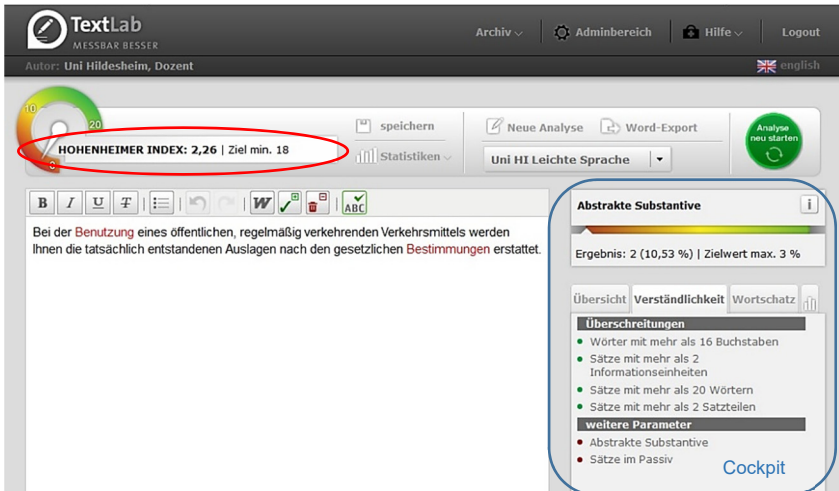 TextLab
MESSBAR BESSER
Archiv Adminbereich Hilfe Logout
Autor: Uni Hildesheim, Dozent english
10
20
0
HOHENHEIMER INDEX: 2,26 | Ziel min. 18
speichern
Statistiken
Neue Analyse Word-Export
Uni HI Leichte Sprache
Analyse
neu starten
B I U T W ABC
Bei der Benutzung eines öffentlichen, regelmäßig verkehrenden Verkehrsmittels werden
Ihnen die tatsächlich entstandenen Auslagen nach den gesetzlichen Bestimmungen erstattet.
Abstrakte Substantive i
Ergebnis: 2 (10,53 %) | Zielwert max. 3 %
Übersicht Verständlichkeit Wortschatz
Überschreitungen
Wörter mit mehr als 16 Buchstaben
Sätze mit mehr als 2
Informationseinheiten
Sätze mit mehr als 20 Wörtern
Sätze mit mehr als 2 Satzteilen
weitere Parameter
Abstrakte Substantive
Sätze im Passiv
Cockpit